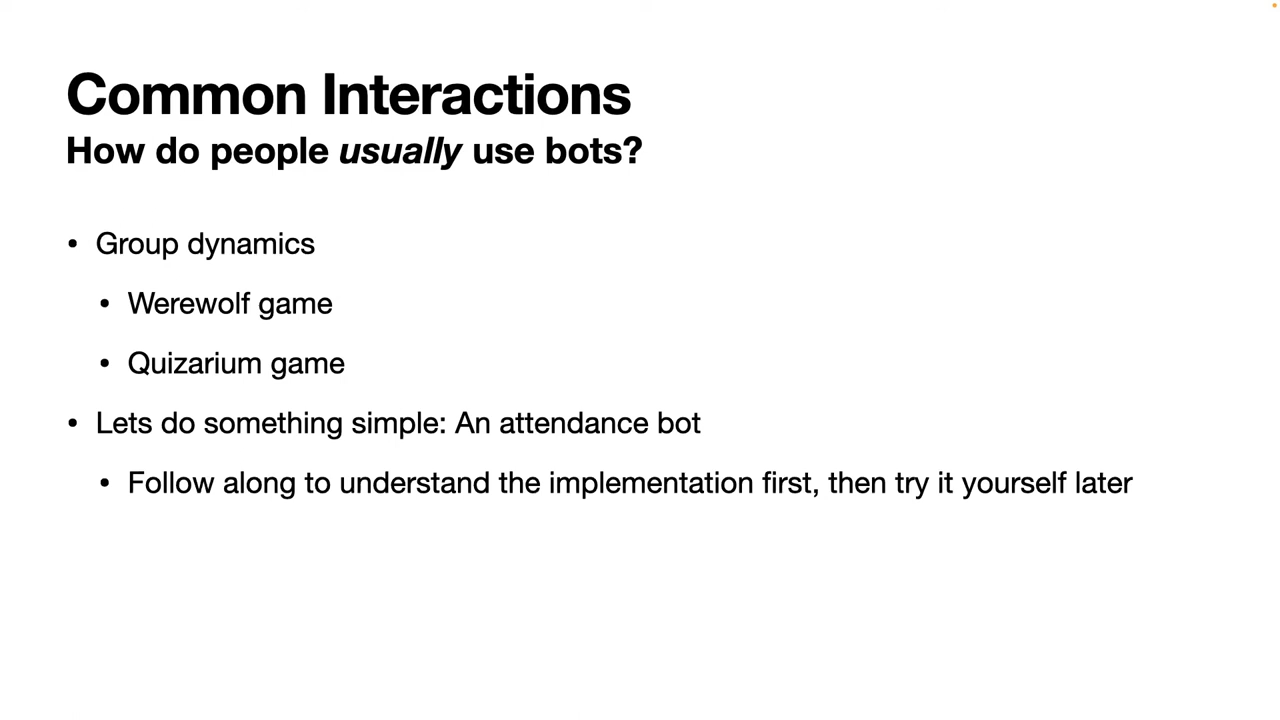 Common Interactions
How do people usually use bots?
• Group dynamics
• Werewolf game
• Quizarium game
• Lets do something simple: An attendance bot
• Follow along to understand the implementation first, then try it yourself later